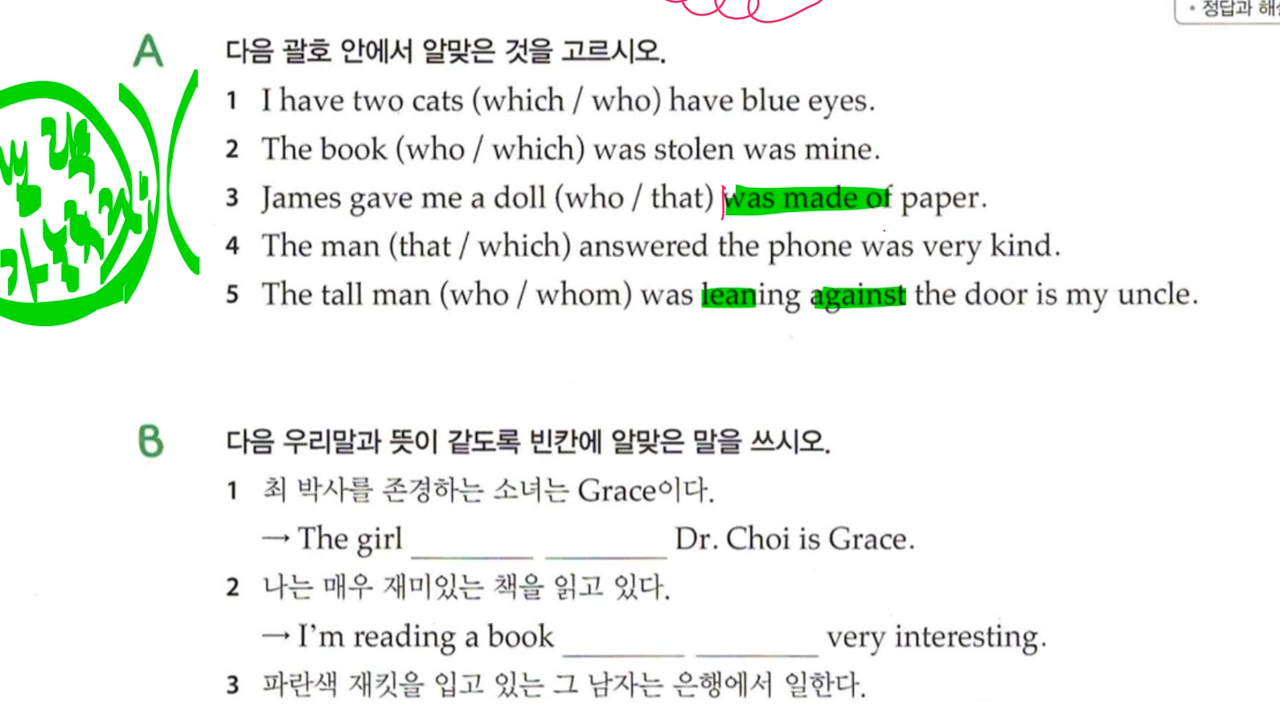 • 정답과 해설
A 다음 괄호 안에서 알맞은 것을 고르시오.
1 I have two cats (which / who) have blue eyes.
2 The book (who / which) was stolen was mine.
3 James gave me a doll (who / that) was made of paper.
4 The man (that / which) answered the phone was very kind.
5 The tall man (who / whom) was leaning against the door is my uncle.
B 다음 우리말과 뜻이 같도록 빈칸에 알맞은 말을 쓰시오.
1 최 박사를 존경하는 소녀는 Grace이다.
→ The girl ________ ________ Dr. Choi is Grace.
2 나는 매우 재미있는 책을 읽고 있다.
→ I'm reading a book ________ ________ very interesting.
3 파란색 재킷을 입고 있는 그 남자는 은행에서 일한다.